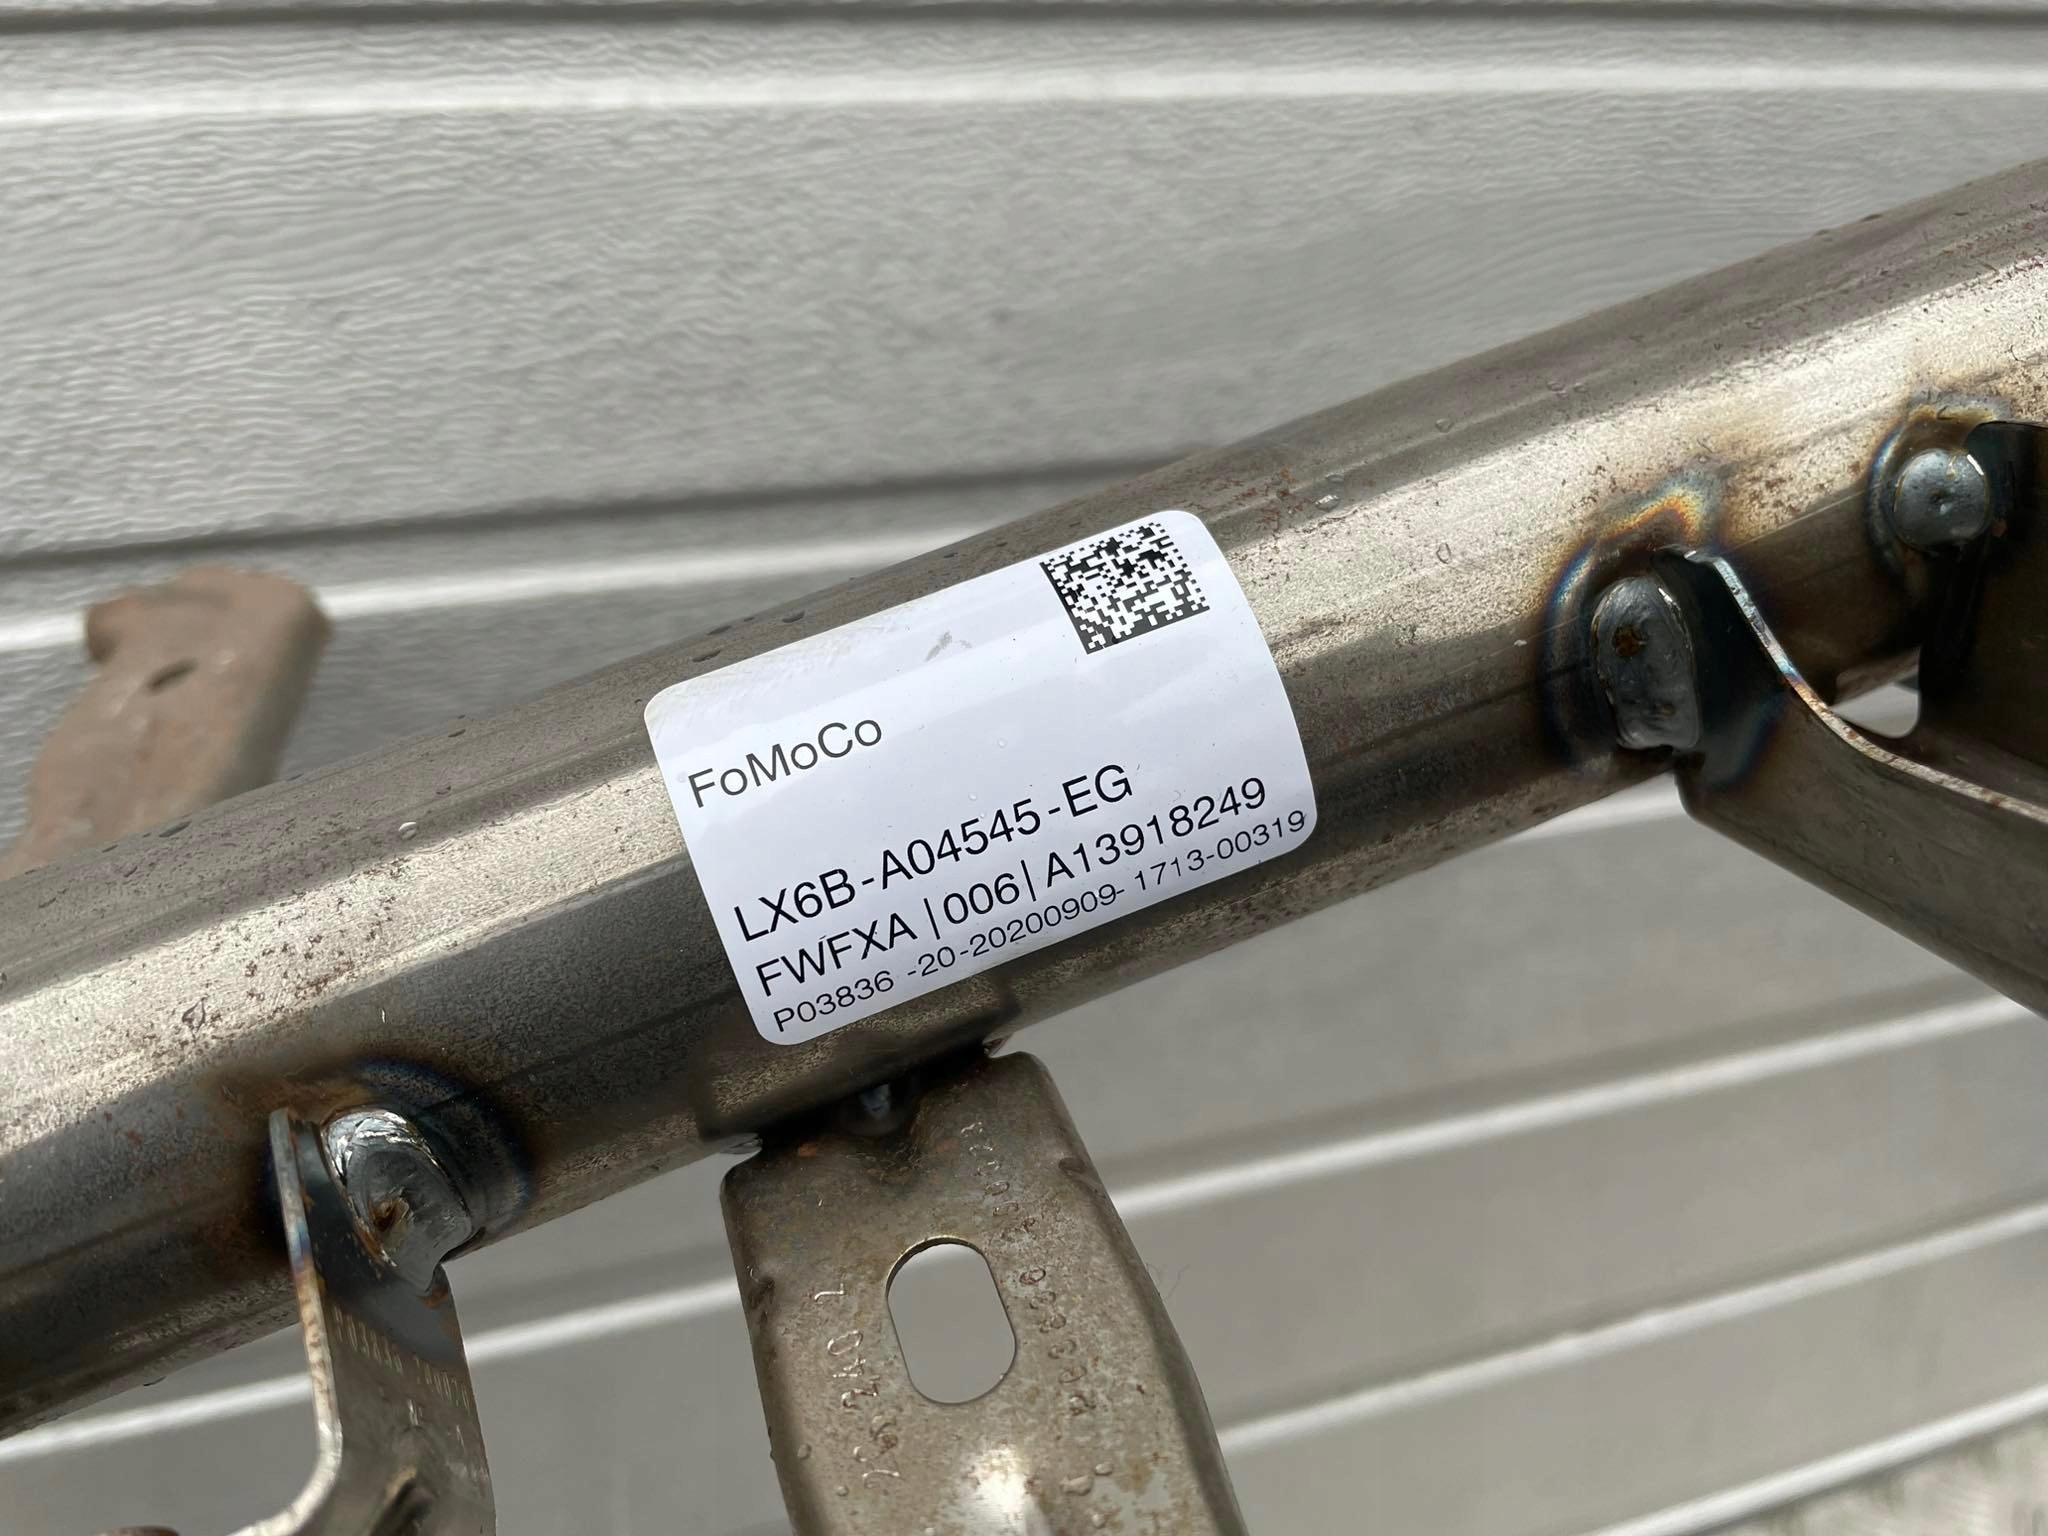 FoMoCo
LX6B-A04545-EG
FWFXA |006| A13918249
P03836 -20-20200909- 1713-00319